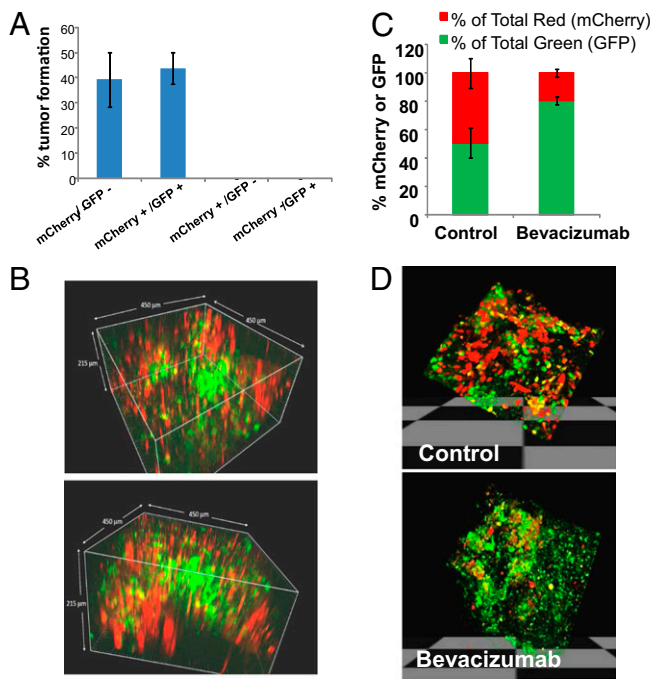 A
% tumor formation
60
50
40
30
20
10
0
mCherry/ GFP -
mCherry + /GFP +
mCherry + /GFP -
mCherry -/GFP +
C
% of Total Red (mCherry)
% of Total Green (GFP)
% mCherry or GFP
120
100
80
60
40
20
0
Control
Bevacizumab
B
450 µm
450 µm
215 µm
450 µm
450 µm
215 µm
D
Control
Bevacizumab